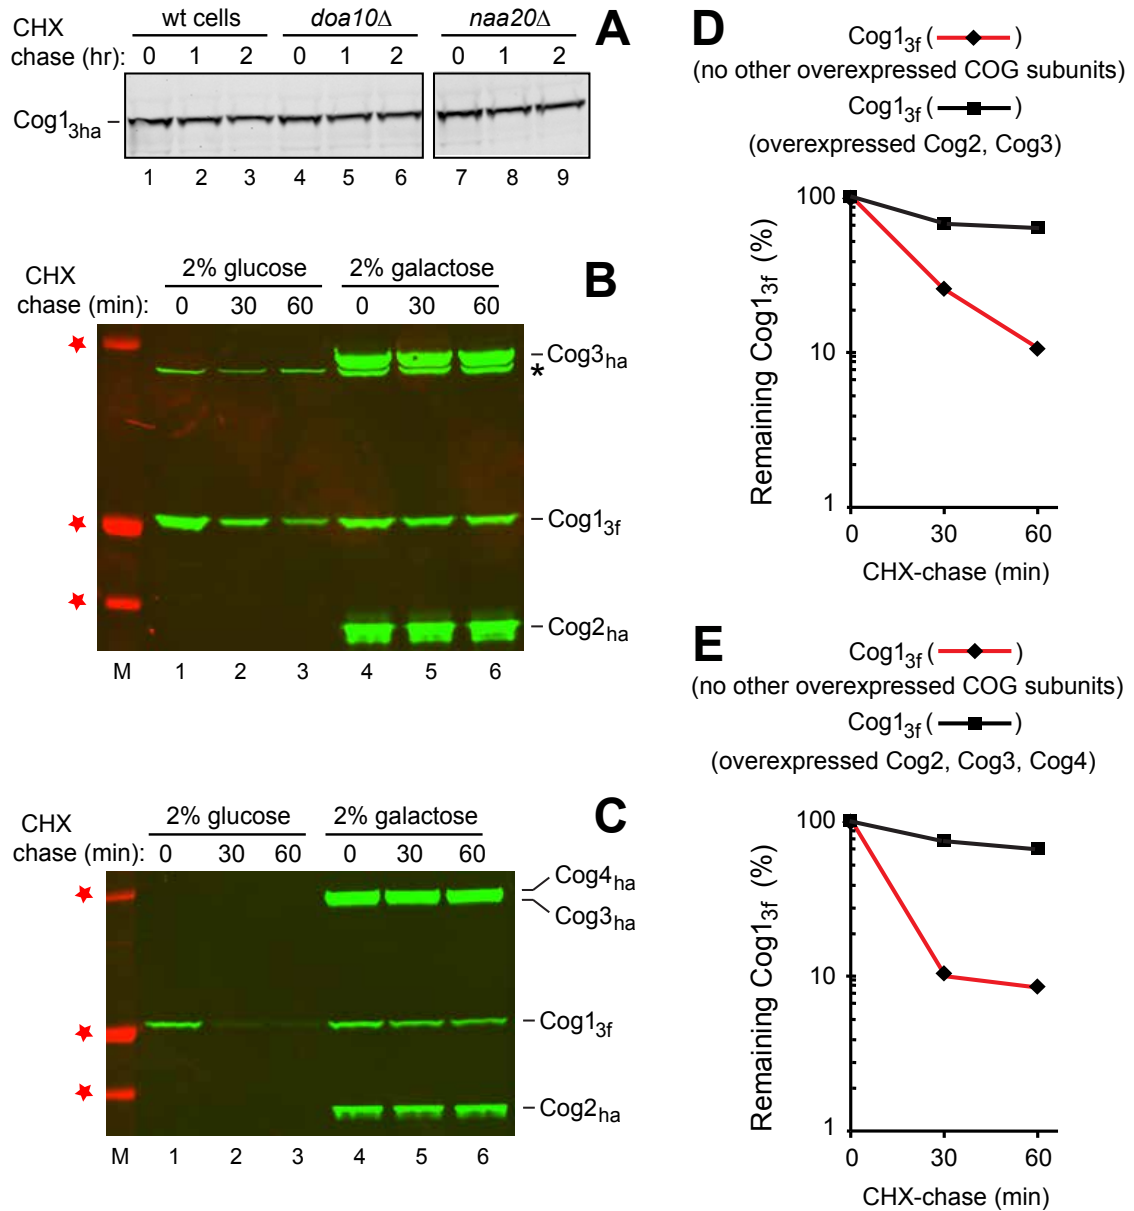 A
wt cells doa10Δ naa20Δ
CHX
chase (hr): 0 1 2 0 1 2 0 1 2
Cog13ha
1 2 3 4 5 6 7 8 9
B
2% glucose 2% galactose
CHX
chase (min): 0 30 60 0 30 60
Cog3ha
*
Cog13f
Cog2ha
M 1 2 3 4 5 6
C
2% glucose 2% galactose
CHX
chase (min): 0 30 60 0 30 60
Cog4ha
Cog3ha
Cog13f
Cog2ha
M 1 2 3 4 5 6
D
Cog13f ( )
(no other overexpressed COG subunits)
Cog13f ( )
(overexpressed Cog2, Cog3)
Remaining Cog13f (%)
100
10
1
0 30 60
CHX-chase (min)
E
Cog13f ( )
(no other overexpressed COG subunits)
Cog13f ( )
(overexpressed Cog2, Cog3, Cog4)
Remaining Cog13f (%)
100
10
1
0 30 60
CHX-chase (min)